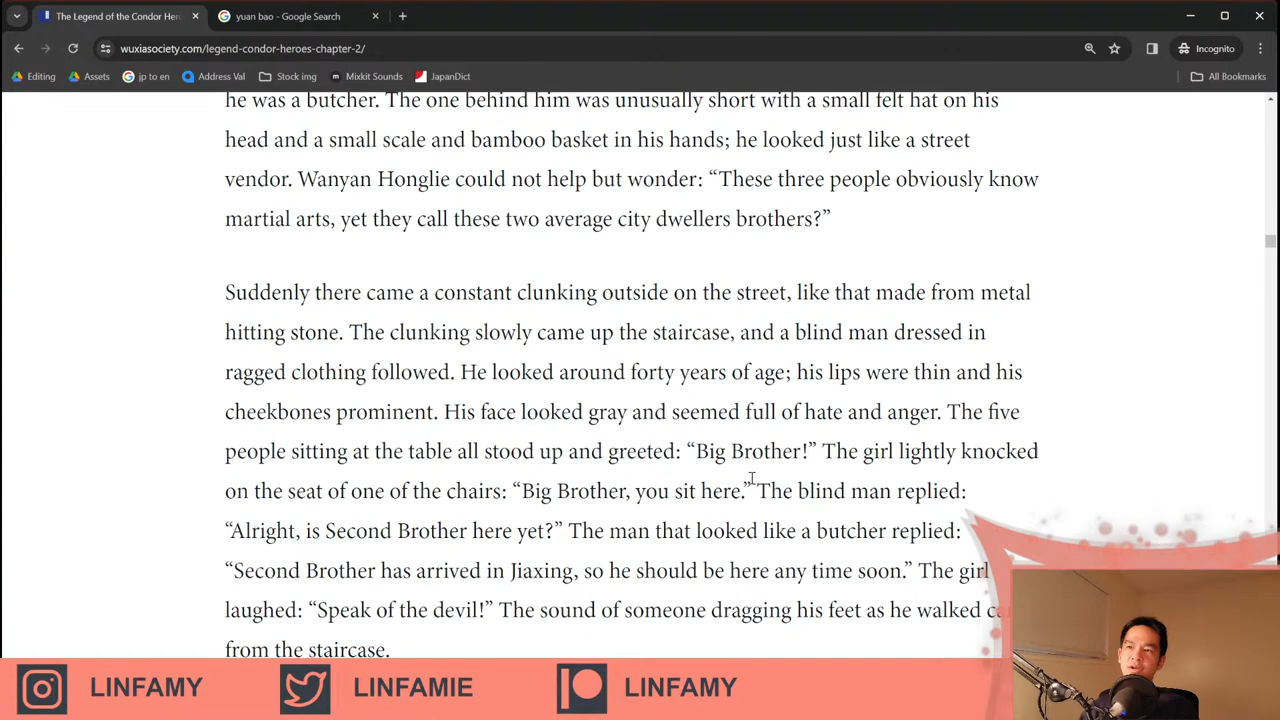 The Legend of the Condor Her
yuan bao - Google Search
wuxiasociety.com/legend-condor-heroes-chapter-2/
Incognito
Editing
Assets
jp to en
Address Val
Stock img
Mixkit Sounds
JapanDict
All Bookmarks
he was a butcher. The one behind him was unusually short with a small felt hat on his
head and a small scale and bamboo basket in his hands; he looked just like a street
vendor. Wanyan Honglie could not help but wonder: “These three people obviously know
martial arts, yet they call these two average city dwellers brothers?”
Suddenly there came a constant clunking outside on the street, like that made from metal
hitting stone. The clunking slowly came up the staircase, and a blind man dressed in
ragged clothing followed. He looked around forty years of age; his lips were thin and his
cheekbones prominent. His face looked gray and seemed full of hate and anger. The five
people sitting at the table all stood up and greeted: “Big Brother!” The girl lightly knocked
on the seat of one of the chairs: “Big Brother, you sit here.” The blind man replied:
“Alright, is Second Brother here yet?” The man that looked like a butcher replied:
“Second Brother has arrived in Jiaxing, so he should be here any time soon.” The girl
laughed: “Speak of the devil!” The sound of someone dragging his feet as he walked
from the staircase.
LINFAMY
LINFAMIE
LINFAMY